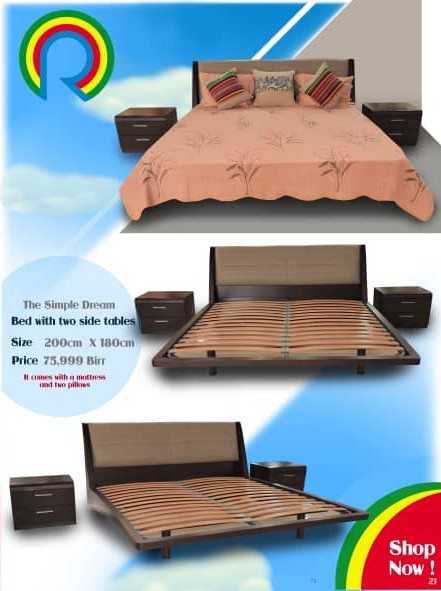 The Simple Dream
Bed with two side tables
Size 200cm X 180cm
Price 75,999 Birr
It comes with a mattress
and two pillows
Shop
Now !
21